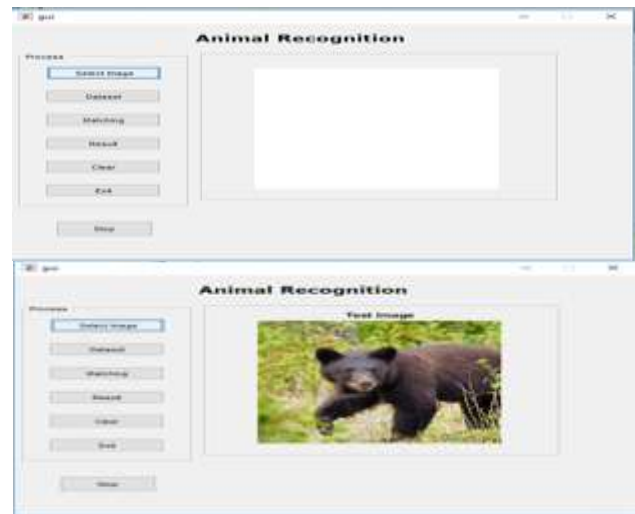 gui
Animal Recognition
Process
Select Image
Dataset
Matching
Result
Clear
Exit
Stop
gui
Animal Recognition
Process
Test Image
Select Image
Dataset
Matching
Result
Clear
Exit
Stop